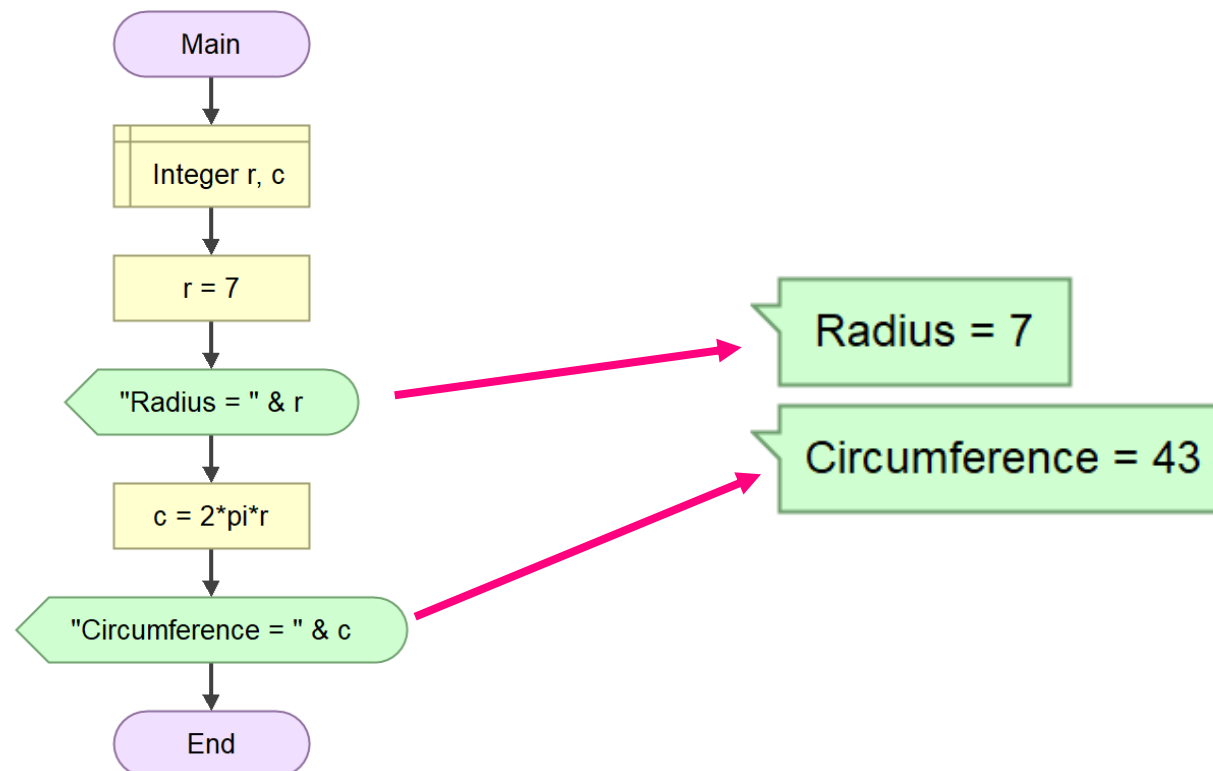 Main
Integer r, c
r = 7
"Radius = " & r
c = 2*pi*r
"Circumference = " & c
End
Radius = 7
Circumference = 43